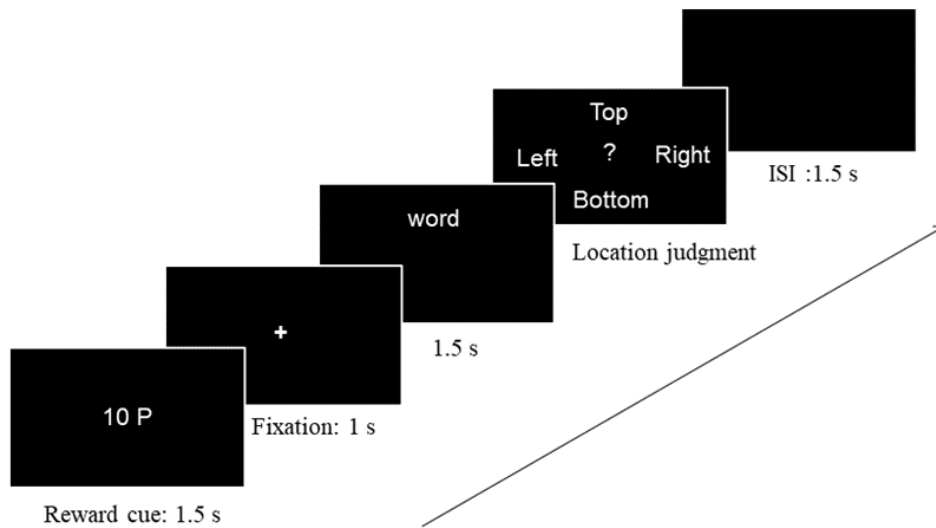 10 P
Reward cue: 1.5 s
+
Fixation: 1 s
word
1.5 s
Top
Left ? Right
Bottom
Location judgment
ISI :1.5 s